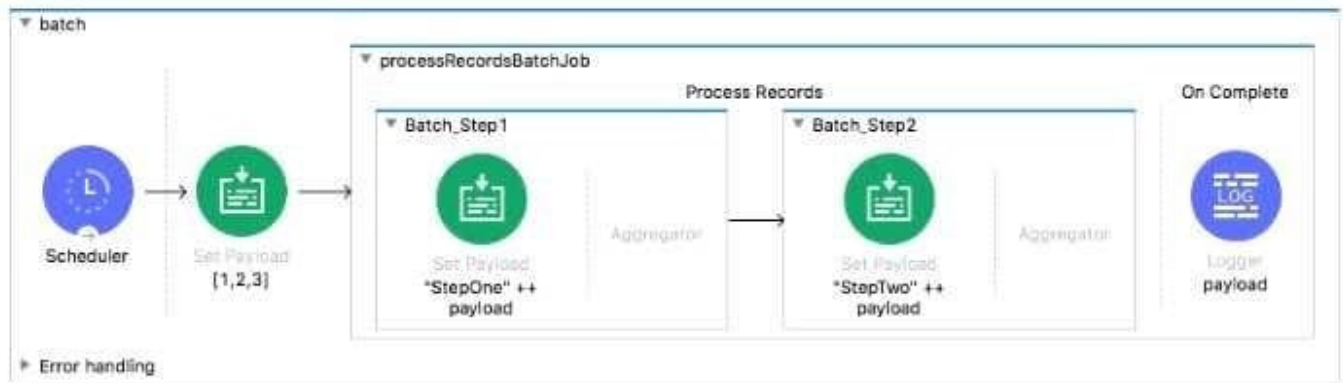 batch
processRecordsBatchJob
Process Records
On Complete
Batch_Step1
Batch_Step2
LOG
Aggregator
Aggregator
Scheduler
Set Payload
[1,2,3]
Set Payload
"StepOne" ++
payload
Set Payload
"StepTwo" ++
payload
Logger
payload
Error handling